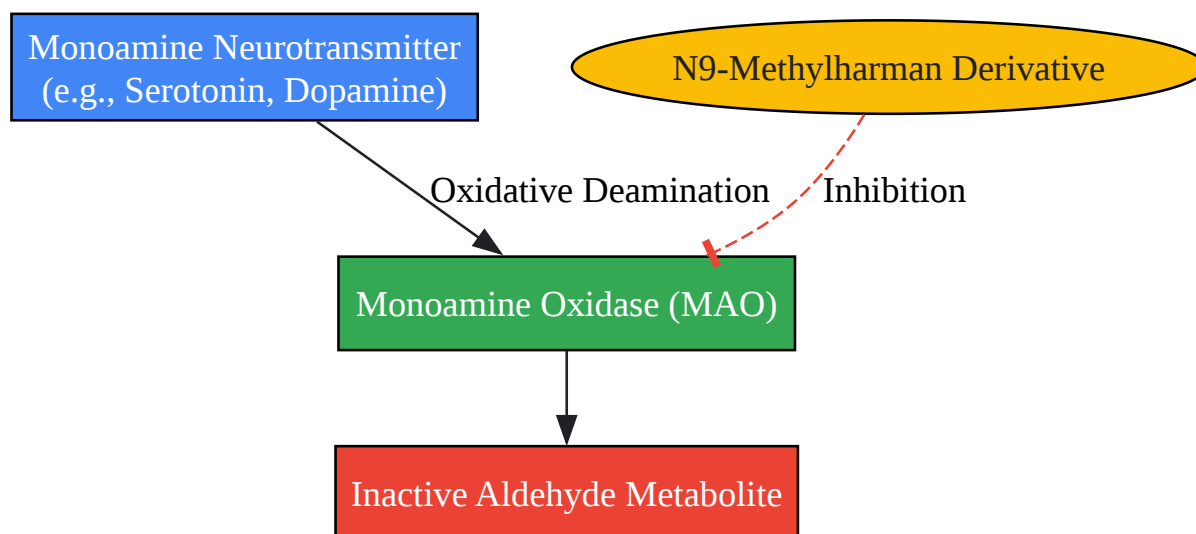 Monoamine Neurotransmitter
(e.g., Serotonin, Dopamine)
N9-Methylharman Derivative
Oxidative Deamination
Inhibition
Monoamine Oxidase (MAO)
Inactive Aldehyde Metabolite